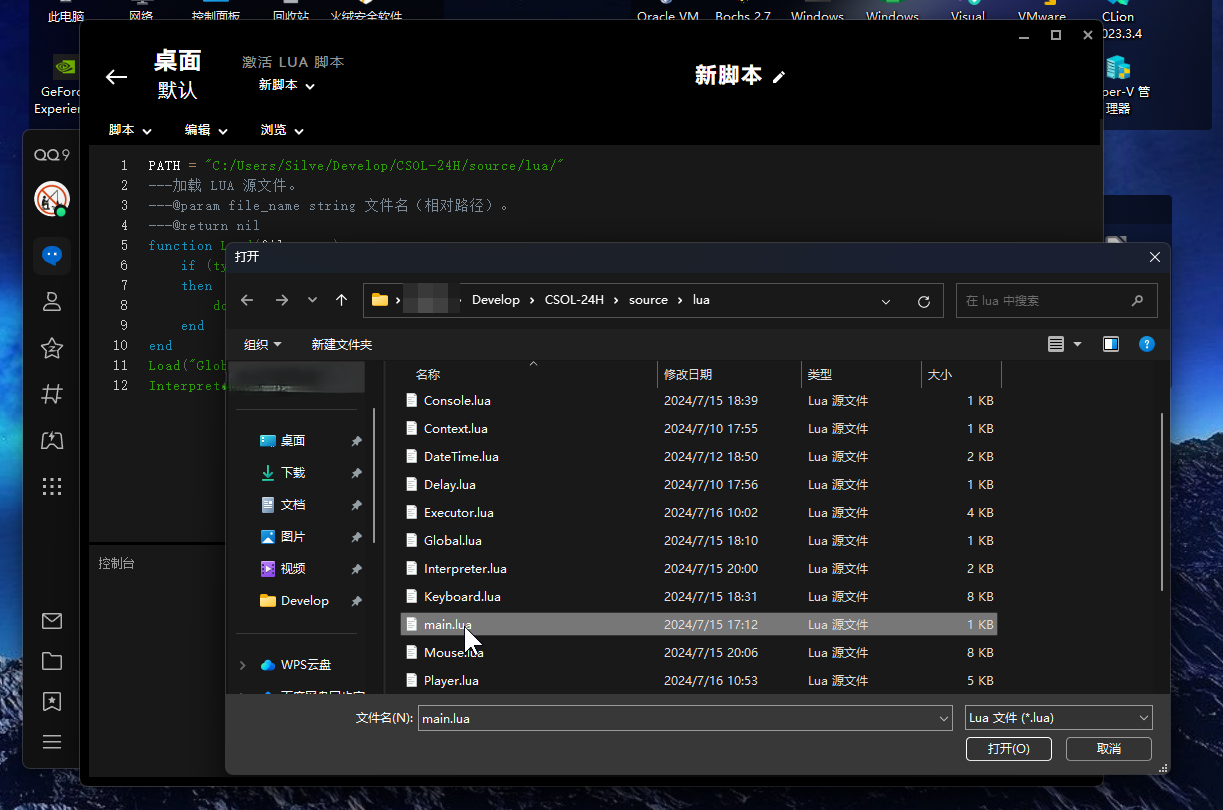 此电脑
网络
控制面板
回收站
火绒安全软件
Oracle VM
Bochs 2.7
Windows
Windows
Visual
VMware
CLion
023.3.4
GeForc
Experien
per-V 管
理器
QQ9
桌面
默认
激活 LUA 脚本
新脚本
新脚本
脚本
编辑
浏览
1 PATH = "C:/Users/Silve/Develop/CSOL-24H/source/lua/"
2 ---加载 LUA 源文件。
3 ---@param file_name string 文件名（相对路径）。
4 ---@return nil
5 function L
6 if (ty
7 then
8 do
9 end
10 end
11 Load("Glob
12 Interpret
控制台
打开
Develop › CSOL-24H › source › lua
在 lua 中搜索
组织
新建文件夹
桌面
下载
文档
图片
视频
Develop
WPS云盘
名称 修改日期 类型 大小
Console.lua 2024/7/15 18:39 Lua 源文件 1 KB
Context.lua 2024/7/10 17:55 Lua 源文件 1 KB
DateTime.lua 2024/7/12 18:50 Lua 源文件 2 KB
Delay.lua 2024/7/10 17:56 Lua 源文件 1 KB
Executor.lua 2024/7/16 10:02 Lua 源文件 4 KB
Global.lua 2024/7/15 18:10 Lua 源文件 1 KB
Interpreter.lua 2024/7/15 20:00 Lua 源文件 2 KB
Keyboard.lua 2024/7/15 18:31 Lua 源文件 8 KB
main.lua 2024/7/15 17:12 Lua 源文件 1 KB
Mouse.lua 2024/7/15 20:06 Lua 源文件 8 KB
Player.lua 2024/7/16 10:53 Lua 源文件 5 KB
文件名(N): main.lua
Lua 文件 (*.lua)
打开(O)
取消